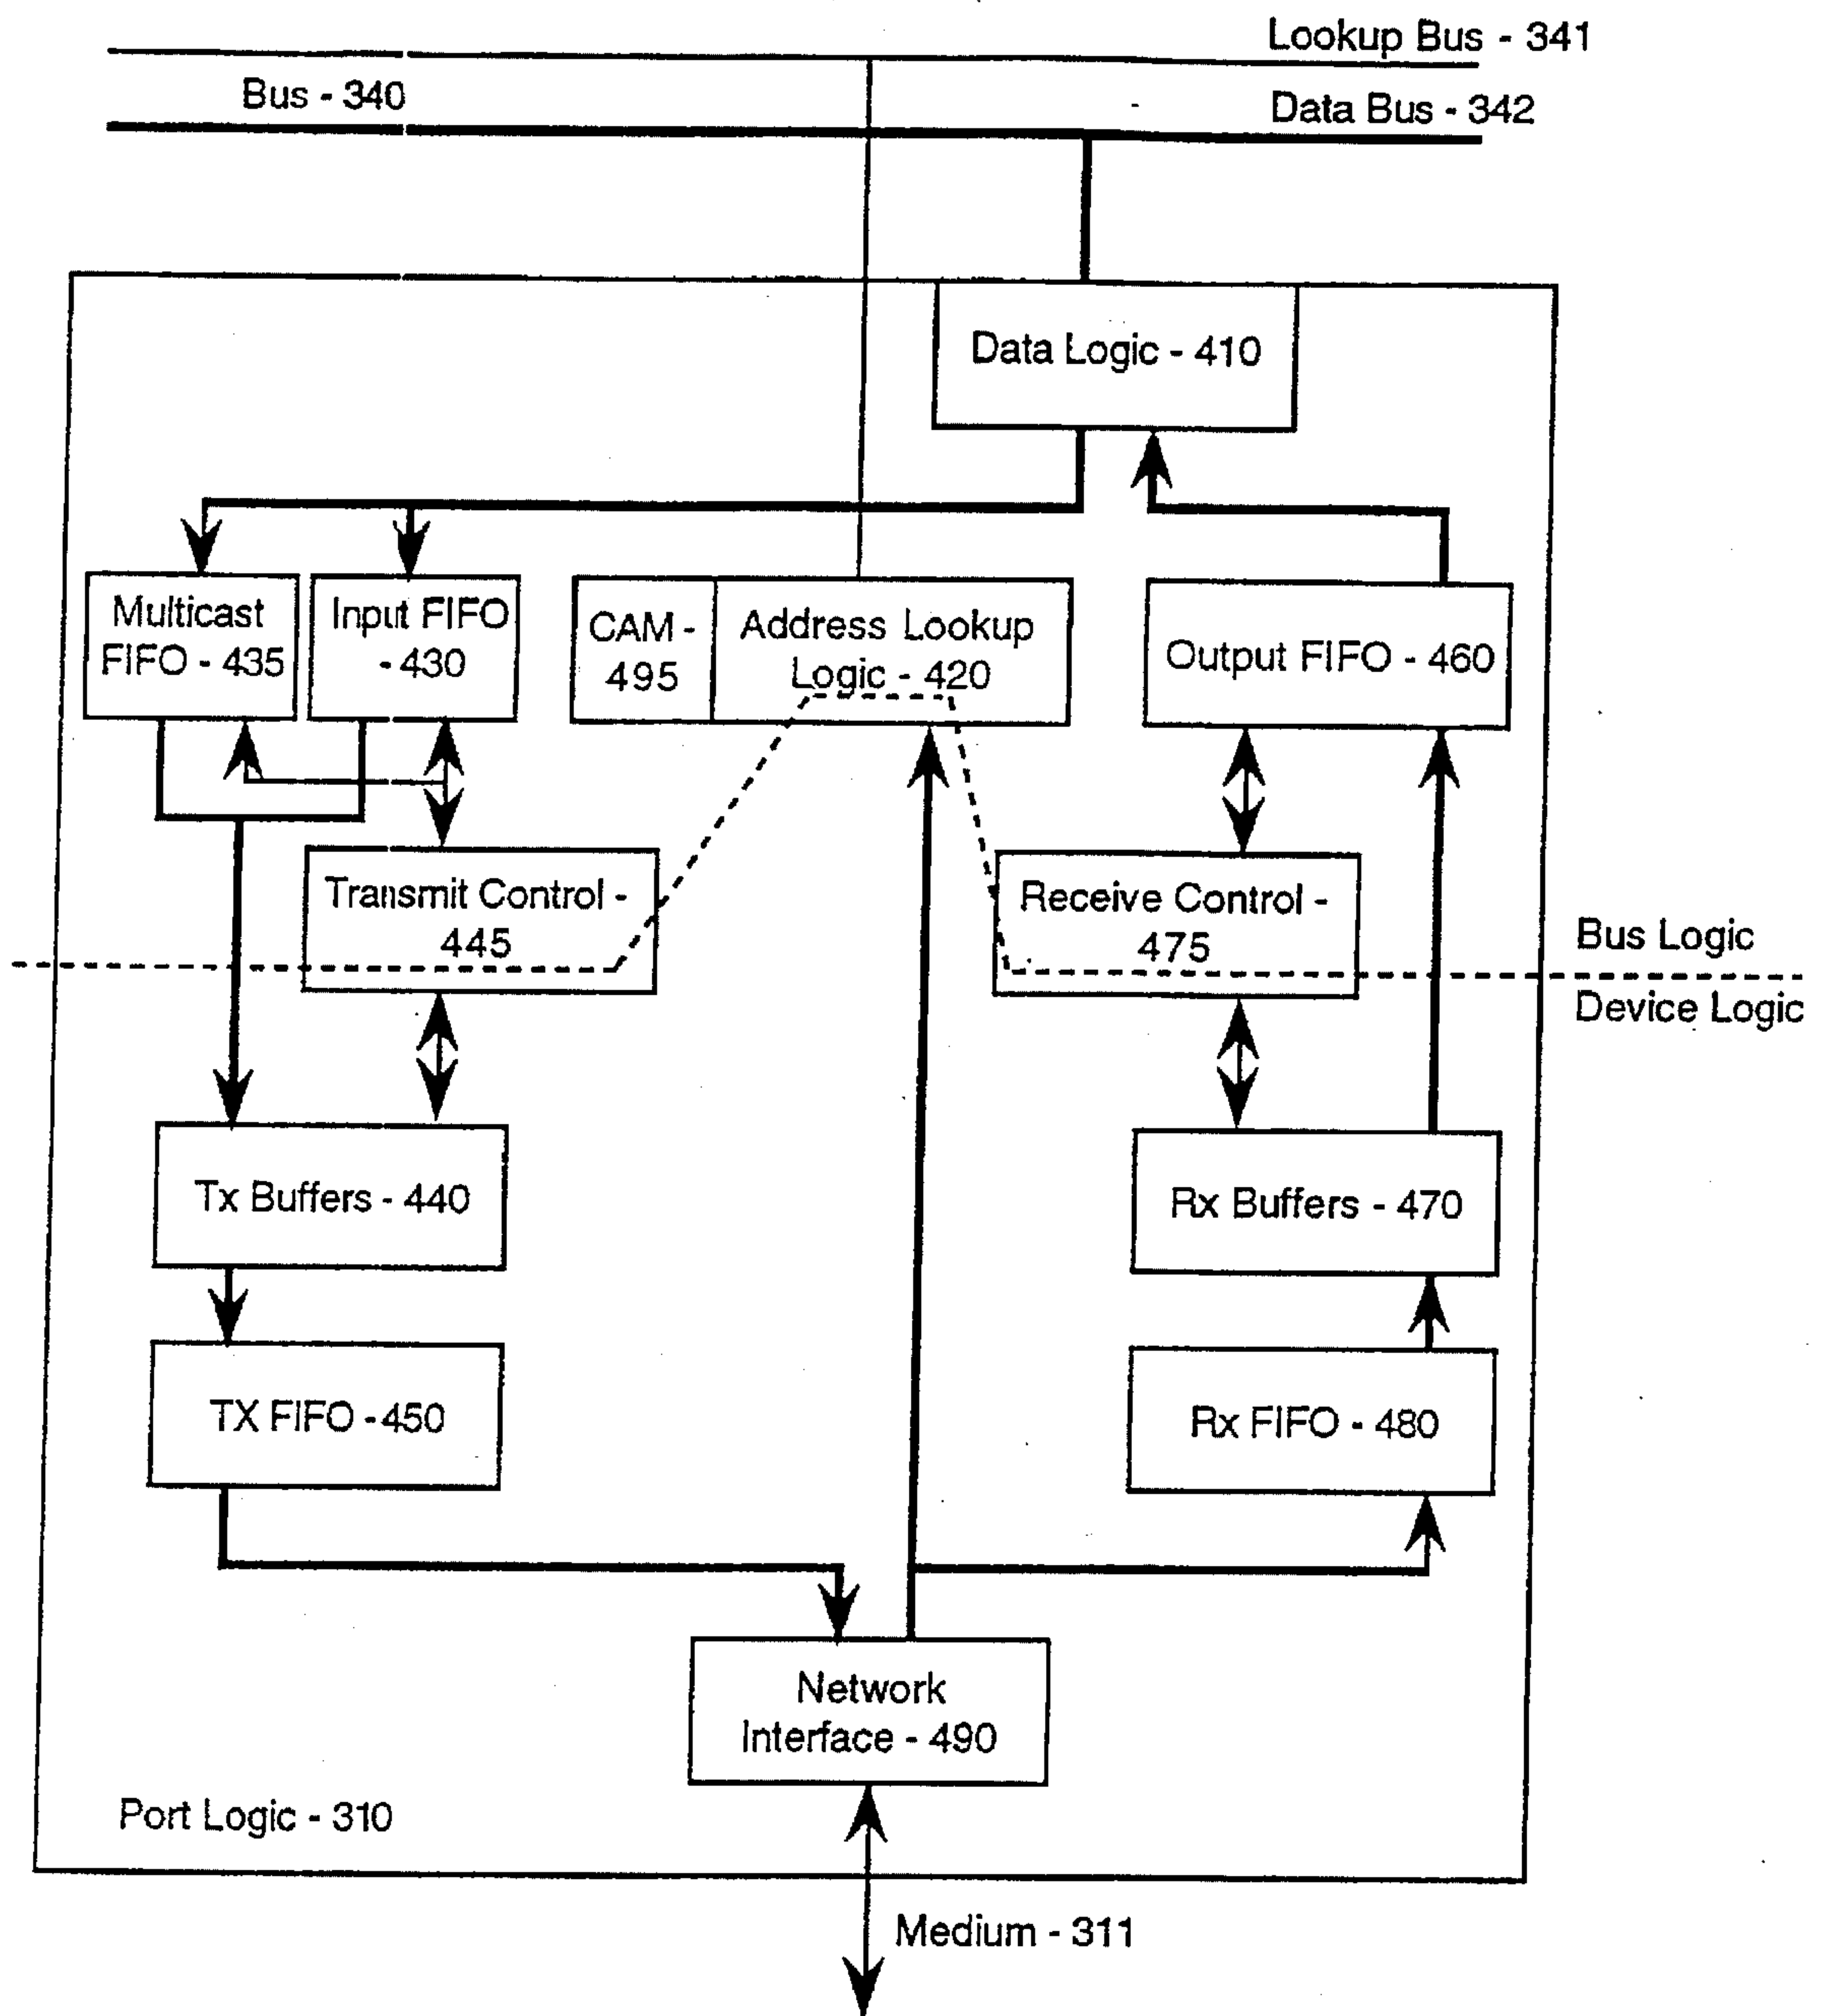 Lookup Bus - 341
Bus - 340
Data Bus - 342
Data Logic - 410
Multicast
FIFO - 435
Input FIFO
- 430
CAM -
495
Address Lookup
Logic - 420
Output FIFO - 460
Transmit Control -
445
Receive Control -
475
Bus Logic
Device Logic
Tx Buffers - 440
Rx Buffers - 470
TX FIFO - 450
Rx FIFO - 480
Network
Interface - 490
Port Logic - 310
Medium - 311